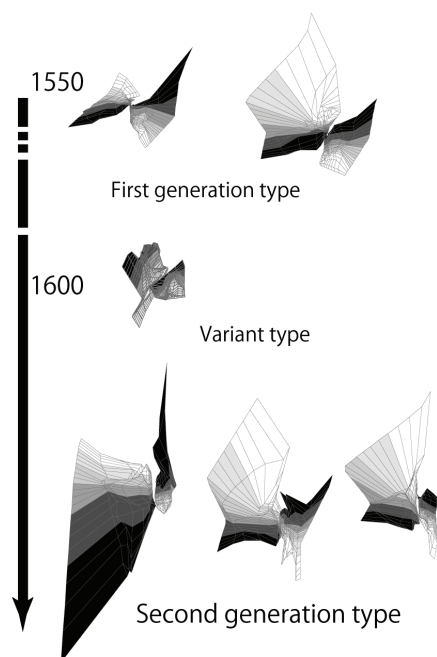 1550
First generation type
1600
Variant type
Second generation type